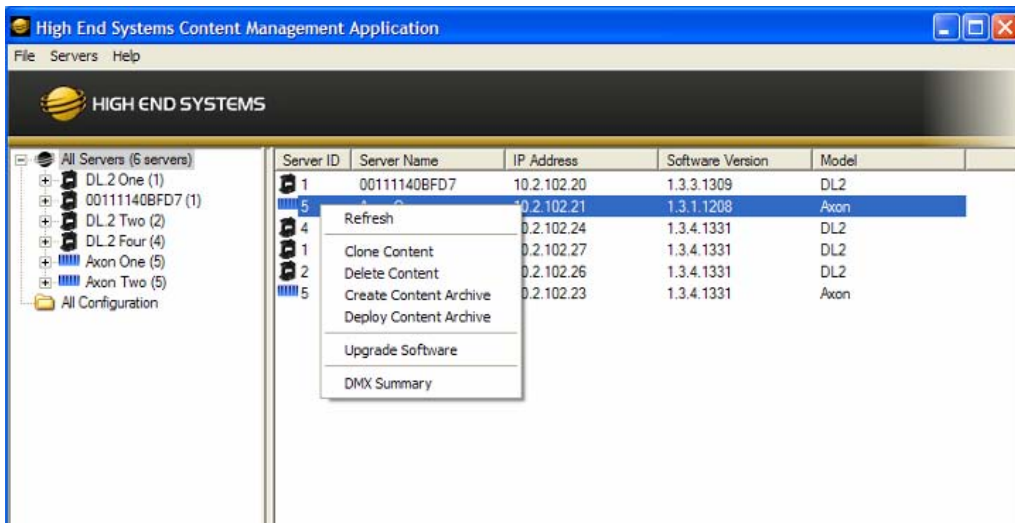 High End Systems Content Management Application
File Servers Help
HIGH END SYSTEMS
All Servers (6 servers)
DL.2 One (1)
00111140BFD7 (1)
DL.2 Two (2)
DL.2 Four (4)
Axon One (5)
Axon Two (5)
All Configuration
Server ID Server Name IP Address Software Version Model
1 00111140BFD7 10.2.102.20 1.3.3.1309 DL2
5 10.2.102.21 1.3.1.1208 Axon
4 0.2.102.24 1.3.4.1331 DL2
1 0.2.102.27 1.3.4.1331 DL2
2 0.2.102.26 1.3.4.1331 DL2
5 0.2.102.23 1.3.4.1331 Axon
Refresh
Clone Content
Delete Content
Create Content Archive
Deploy Content Archive
Upgrade Software
DMX Summary